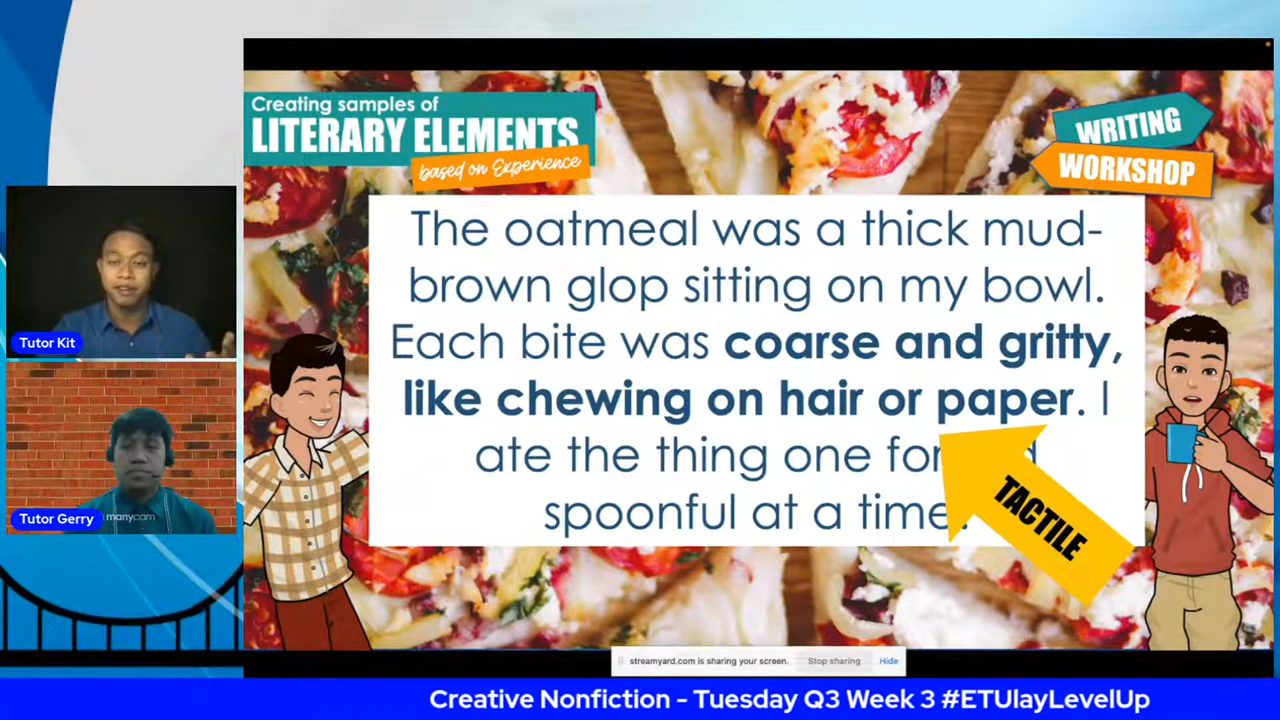 Creating samples of
LITERARY ELEMENTS
based on Experience
WRITING
WORKSHOP
The oatmeal was a thick mud-
brown glop sitting on my bowl.
Each bite was coarse and gritty,
like chewing on hair or paper. I
ate the thing one
spoonful at a time.
TACTILE
Tutor Kit
manycam
Tutor Gerry
streamyard.com is sharing your screen. Stop sharing Hide
Creative Nonfiction - Tuesday Q3 Week 3 #ETUlayLevelUp